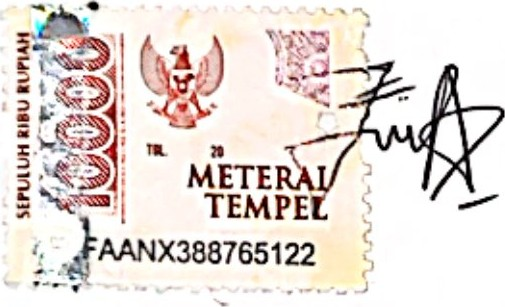 SEPULUH RIBU RUPIAH
10000
TGL. 20
METERAI
TEMPEL
FAANX388765122